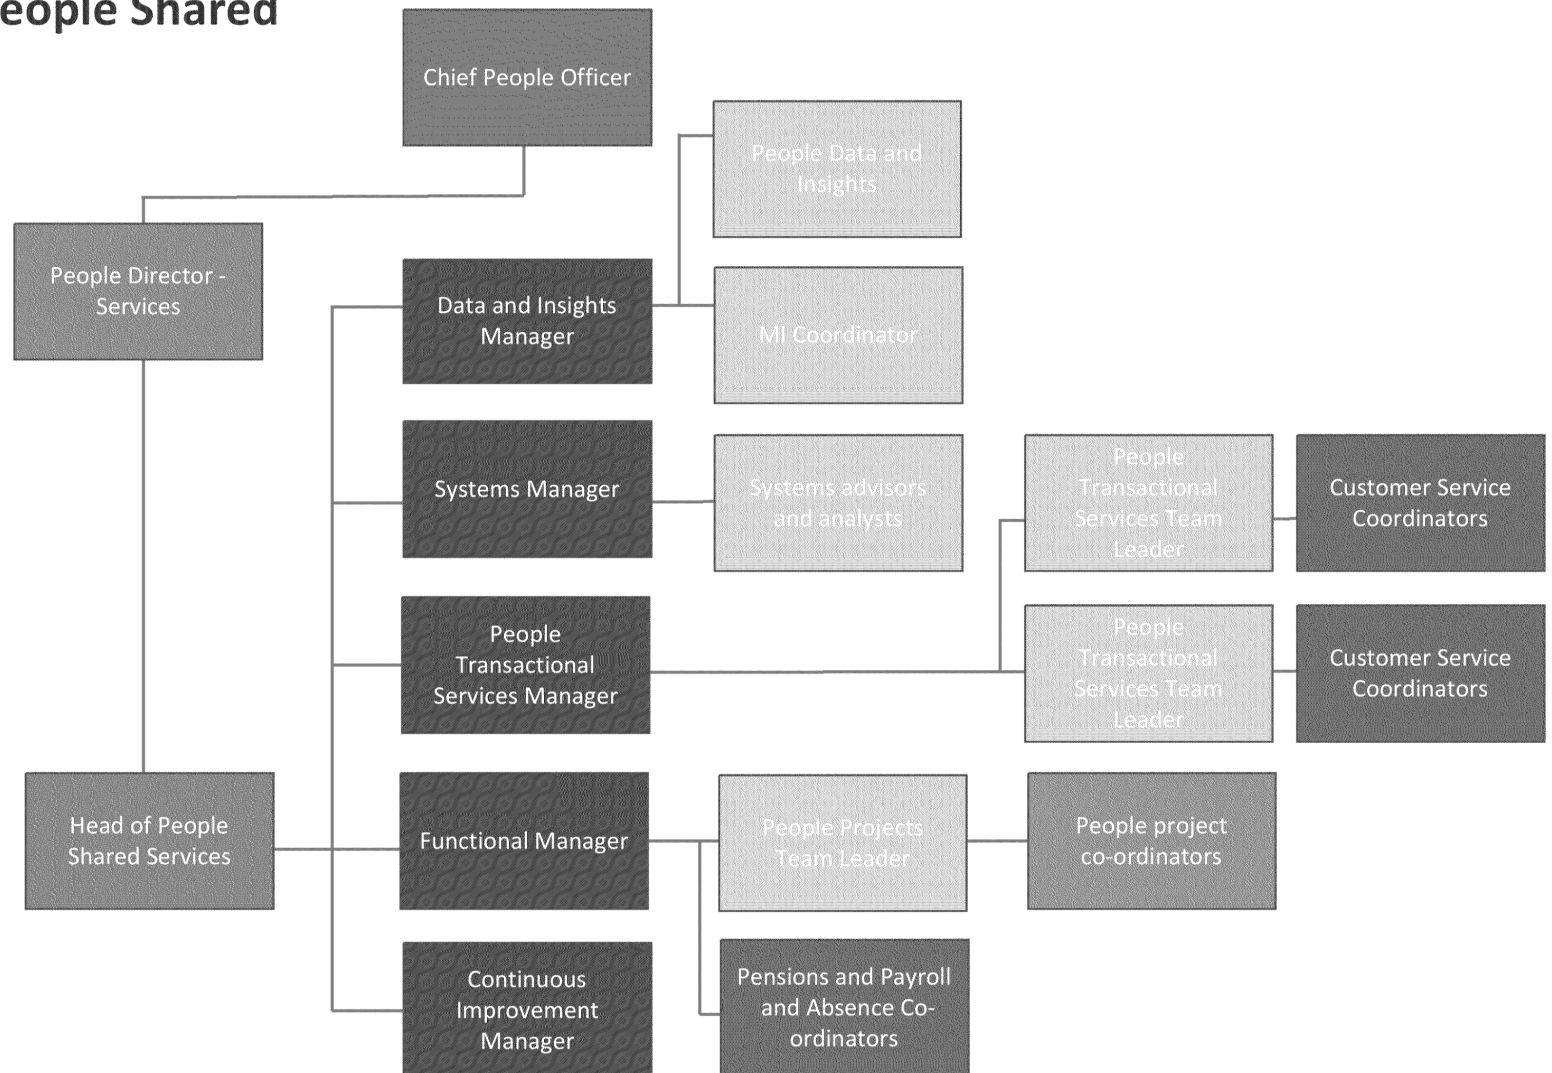 eople Shared
Chief People Officer
People Data and
Insights
People Director -
Services
Data and Insights
Manager
MI Coordinator
Systems Manager
Systems advisors
and analysts
People
Transactional
Services Team
Leader
Customer Service
Coordinators
People
Transactional
Services Manager
People
Transactional
Services Team
Leader
Customer Service
Coordinators
Head of People
Shared Services
Functional Manager
People Projects
Team Leader
People project
co-ordinators
Continuous
Improvement
Manager
Pensions and Payroll
and Absence Co-
ordinators